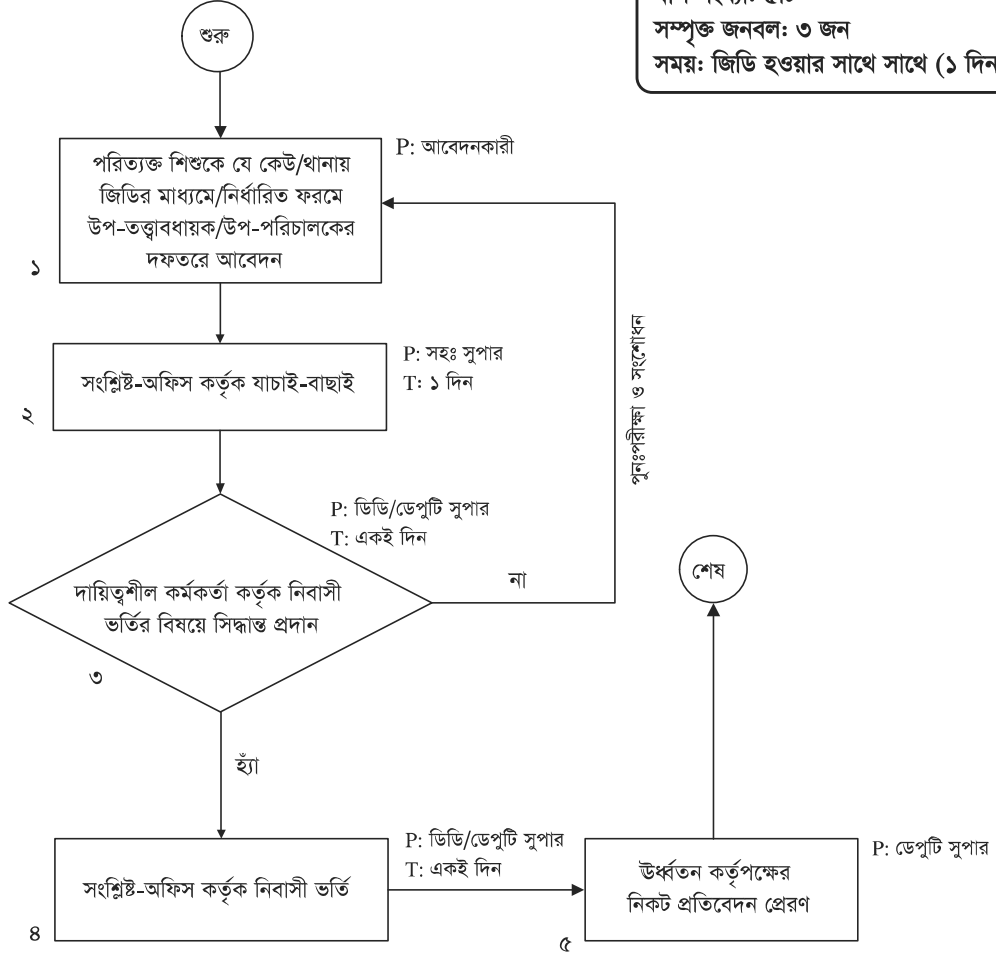 শুরু
সম্পৃক্ত জনবল: ৩ জন
সময়: জিডি হওয়ার সাথে সাথে (১ দিন
P: আবেদনকারী
পরিত্যক্ত শিশুকে যে কেউ/থানায়
জিডির মাধ্যমে/নির্ধারিত ফরমে
উপ-তত্ত্বাবধায়ক/উপ-পরিচালকের
দফতরে আবেদন
১
সংশ্লিষ্ট-অফিস কর্তৃক যাচাই-বাছাই
P: সহঃ সুপার
T: ১ দিন
২
পুনঃপরীক্ষা ও সংশোধন
P: ডিডি/ডেপুটি সুপার
T: একই দিন
দায়িত্বশীল কর্মকর্তা কর্তৃক নিবাসী
ভর্তির বিষয়ে সিদ্ধান্ত প্রদান
না
৩
হ্যাঁ
শেষ
সংশ্লিষ্ট-অফিস কর্তৃক নিবাসী ভর্তি
৪
P: ডিডি/ডেপুটি সুপার
T: একই দিন
ঊর্ধ্বতন কর্তৃপক্ষের
নিকট প্রতিবেদন প্রেরণ
৫
P: ডেপুটি সুপার